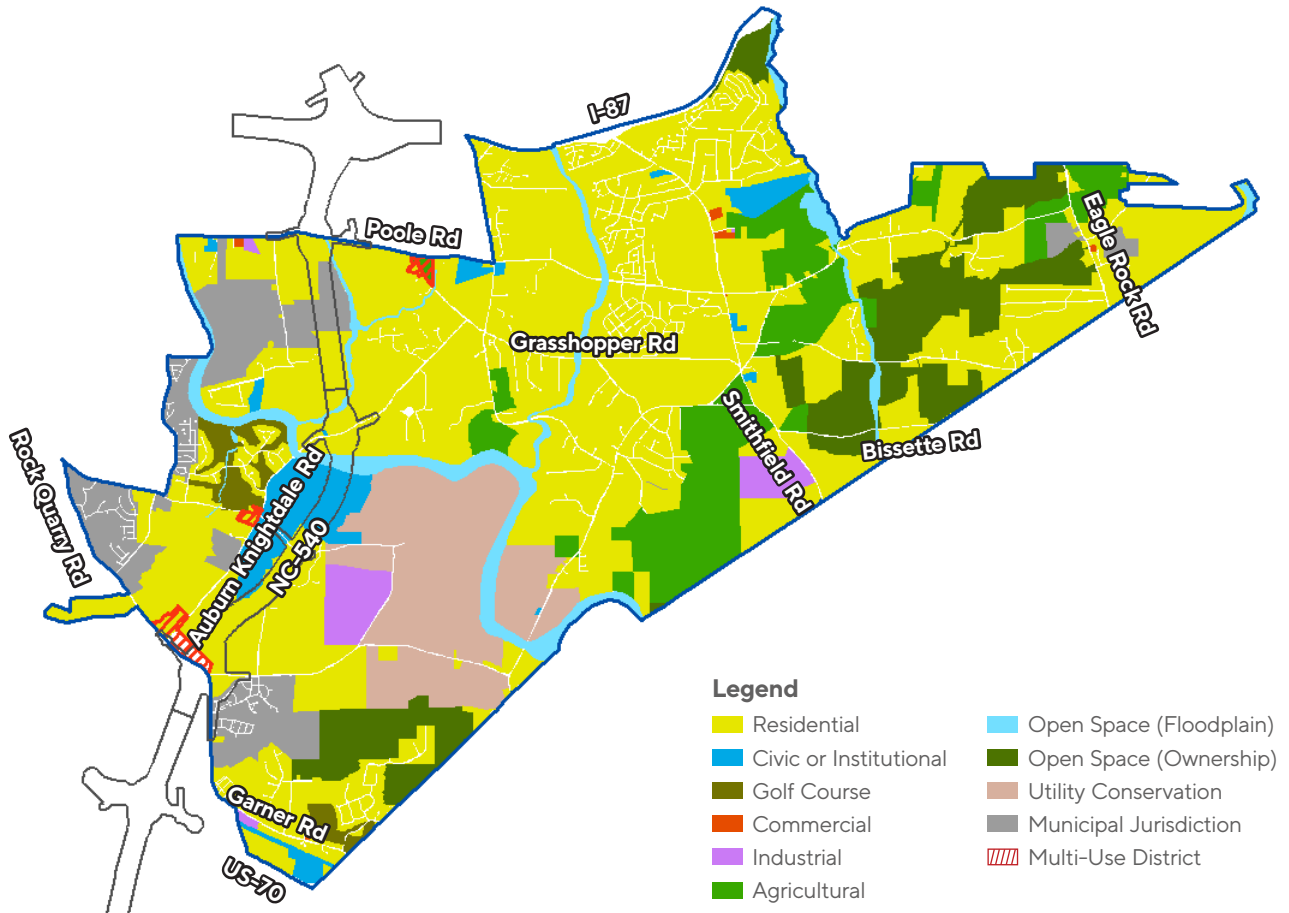 I-87
Poole Rd
Eagle Rock Rd
Grasshopper Rd
Smithfield Rd
Bissette Rd
Rock Quarry Rd
Auburn Knightdale Rd
NC-540
Garner Rd
US-70
Legend
Residential
Civic or Institutional
Golf Course
Commercial
Industrial
Agricultural
Open Space (Floodplain)
Open Space (Ownership)
Utility Conservation
Municipal Jurisdiction
Multi-Use District